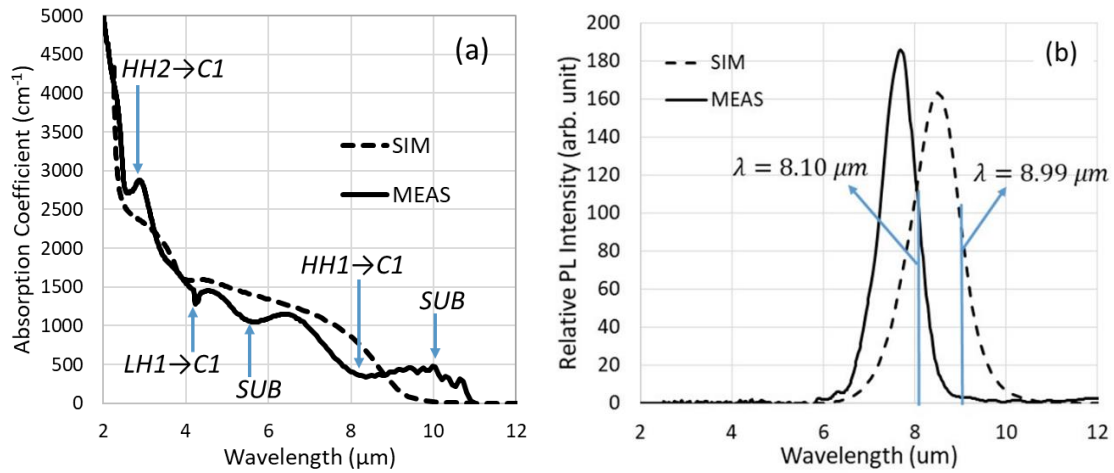 Absorption Coefficient (cm⁻¹)
5000
4500
4000
3500
3000
2500
2000
1500
1000
500
0
(a)
HH2→C1
SIM
MEAS
HH1→C1
SUB
LH1→C1
SUB
2 4 6 8 10 12
Wavelength (µm)
Relative PL Intensity (arb. unit)
200
180
160
140
120
100
80
60
40
20
0
(b)
SIM
MEAS
λ = 8.10 μm
λ = 8.99 μm
2 4 6 8 10 12
Wavelength (um)